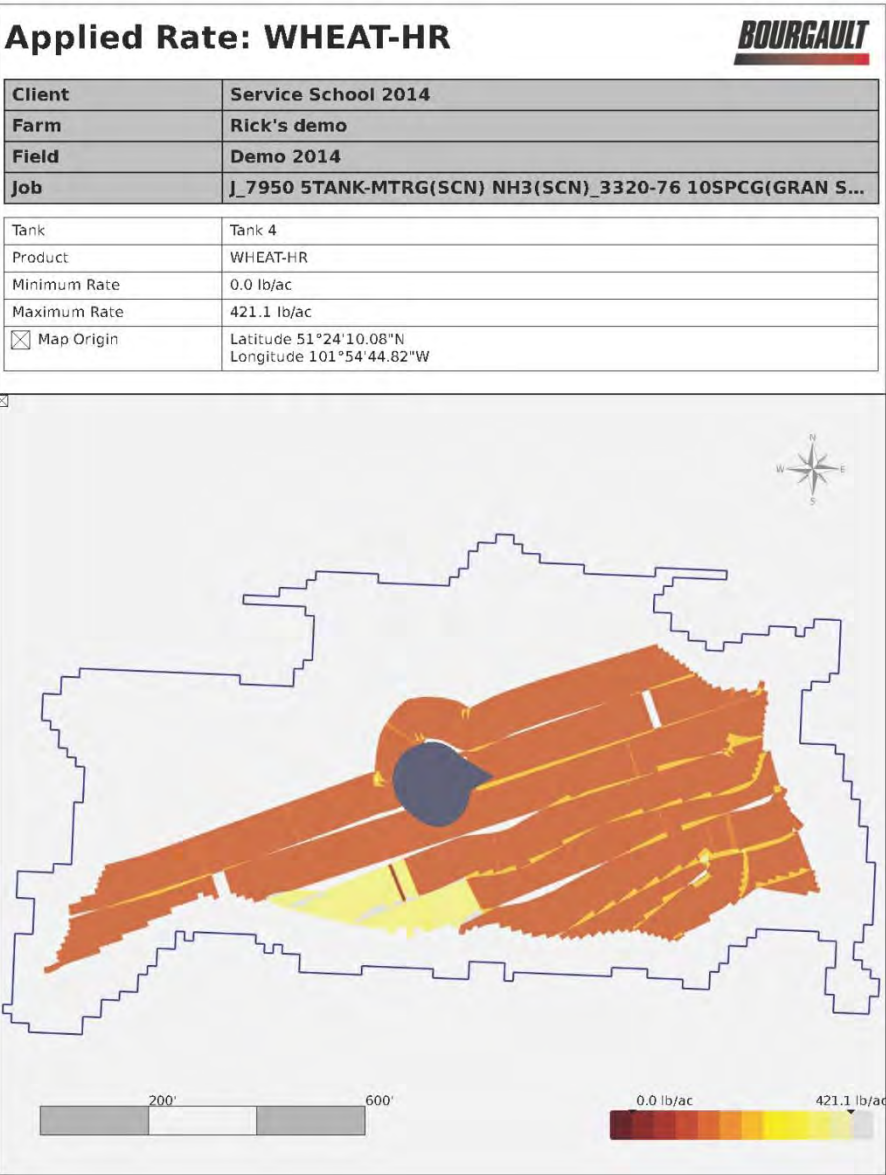 Applied Rate: WHEAT-HR
BOURGAULT
Client Service School 2014
Farm Rick's demo
Field Demo 2014
Job J_7950 5TANK-MTRG(SCN) NH3(SCN)_3320-76 10SPCG(GRAN S...
Tank Tank 4
Product WHEAT-HR
Minimum Rate 0.0 lb/ac
Maximum Rate 421.1 lb/ac
Map Origin Latitude 51°24'10.08"N
Longitude 101°54'44.82"W
N
W E
S
200' 600'
0.0 lb/ac 421.1 lb/ac